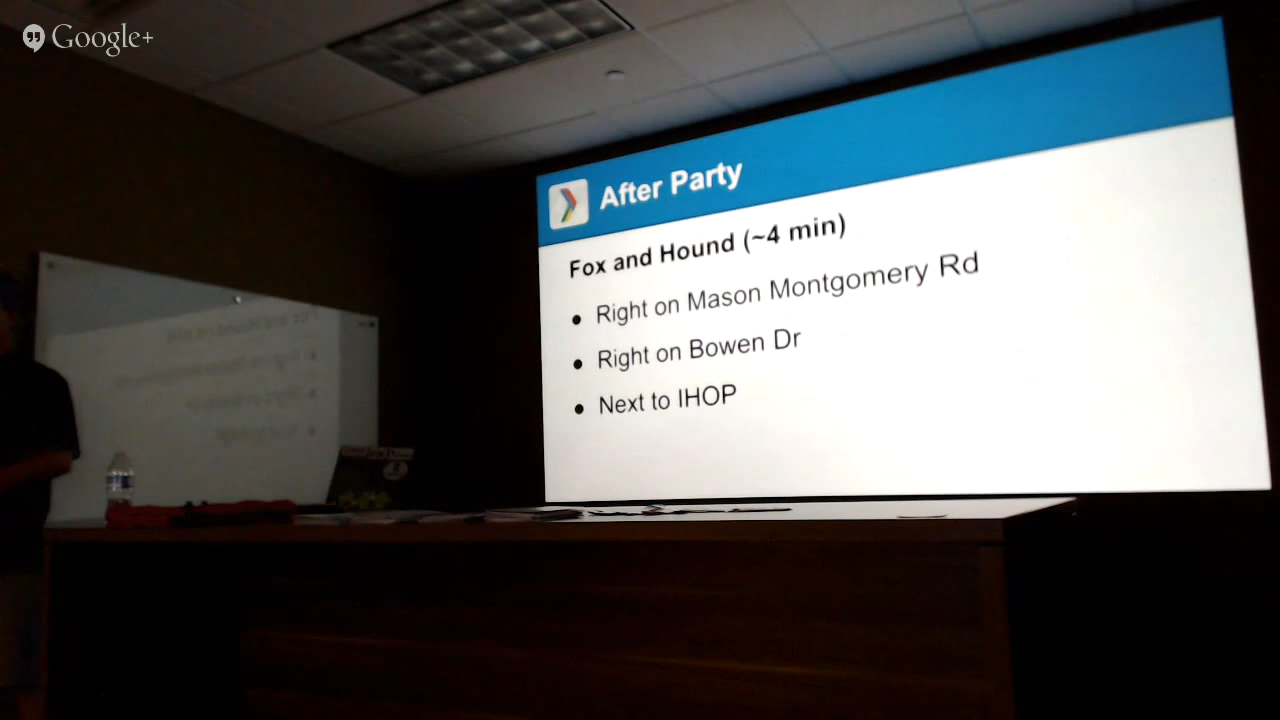 Google+
After Party
Fox and Hound (~4 min)
• Right on Mason Montgomery Rd
• Right on Bowen Dr
• Next to IHOP